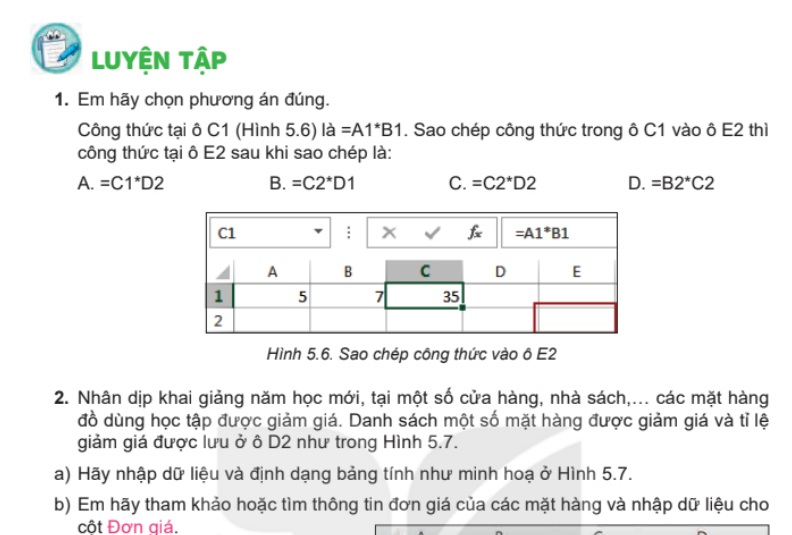 LUYỆN TẬP
1. Em hãy chọn phương án đúng.
Công thức tại ô C1 (Hình 5.6) là =A1*B1. Sao chép công thức trong ô C1 vào ô E2 thì
công thức tại ô E2 sau khi sao chép là:
A. =C1*D2 B. =C2*D1 C. =C2*D2 D. =B2*C2
C1 fx =A1*B1
A B C D E
1 5 7 35
2
Hình 5.6. Sao chép công thức vào ô E2
2. Nhân dịp khai giảng năm học mới, tại một số cửa hàng, nhà sách,... các mặt hàng
đồ dùng học tập được giảm giá. Danh sách một số mặt hàng được giảm giá và tỉ lệ
giảm giá được lưu ở ô D2 như trong Hình 5.7.
a) Hãy nhập dữ liệu và định dạng bảng tính như minh hoạ ở Hình 5.7.
b) Em hãy tham khảo hoặc tìm thông tin đơn giá của các mặt hàng và nhập dữ liệu cho
cột Đơn giá.